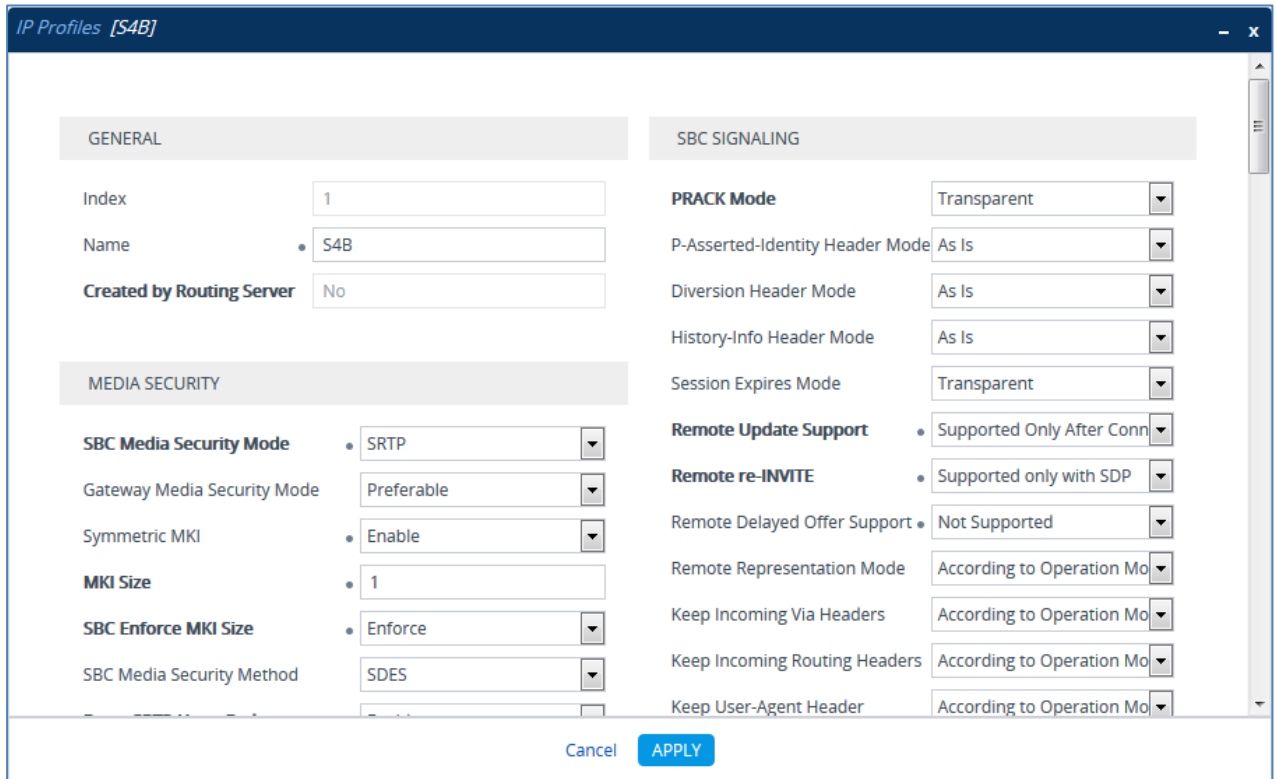 IP Profiles [S4B]
– x
GENERAL
Index 1
Name S4B
Created by Routing Server No
MEDIA SECURITY
SBC Media Security Mode SRTP
Gateway Media Security Mode Preferable
Symmetric MKI Enable
MKI Size 1
SBC Enforce MKI Size Enforce
SBC Media Security Method SDES
SBC SIGNALING
PRACK Mode Transparent
P-Asserted-Identity Header Mode As Is
Diversion Header Mode As Is
History-Info Header Mode As Is
Session Expires Mode Transparent
Remote Update Support Supported Only After Conn
Remote re-INVITE Supported only with SDP
Remote Delayed Offer Support Not Supported
Remote Representation Mode According to Operation Mo
Keep Incoming Via Headers According to Operation Mo
Keep Incoming Routing Headers According to Operation Mo
Keep User-Agent Header According to Operation Mo
Cancel APPLY